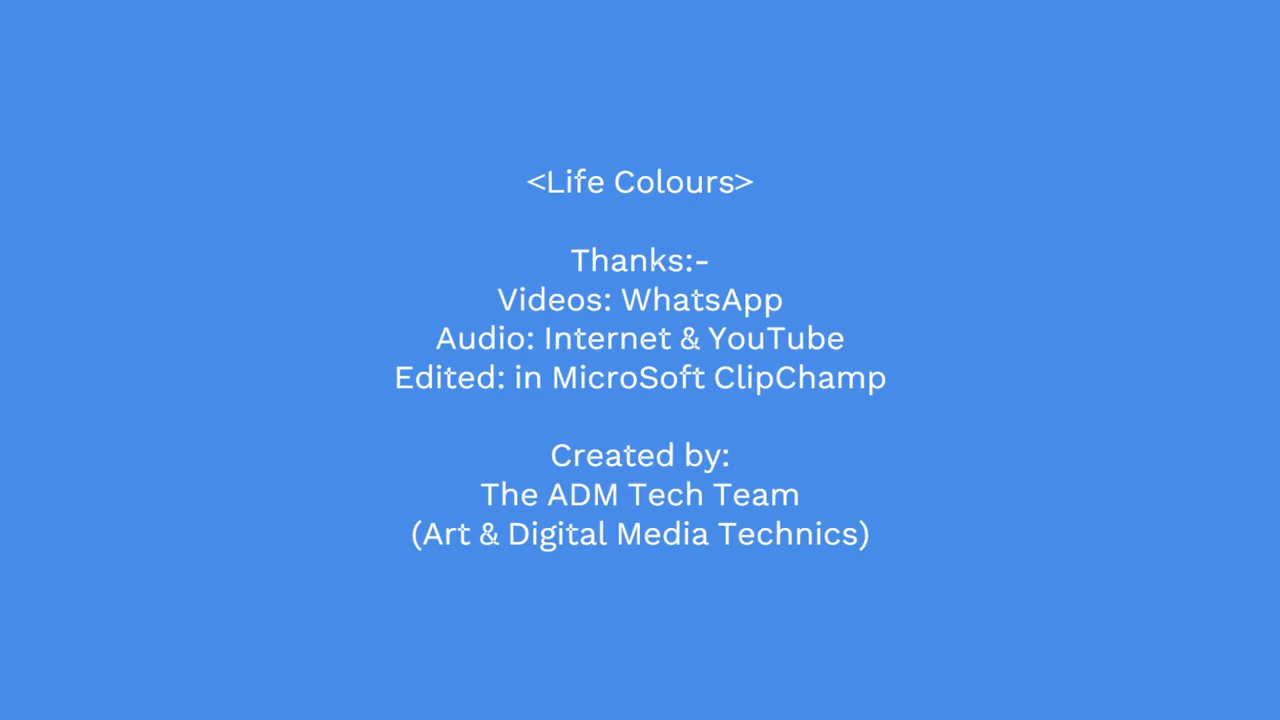 <Life Colours>
Thanks:-
Videos: WhatsApp
Audio: Internet & YouTube
Edited: in MicroSoft ClipChamp
Created by:
The ADM Tech Team
(Art & Digital Media Technics)